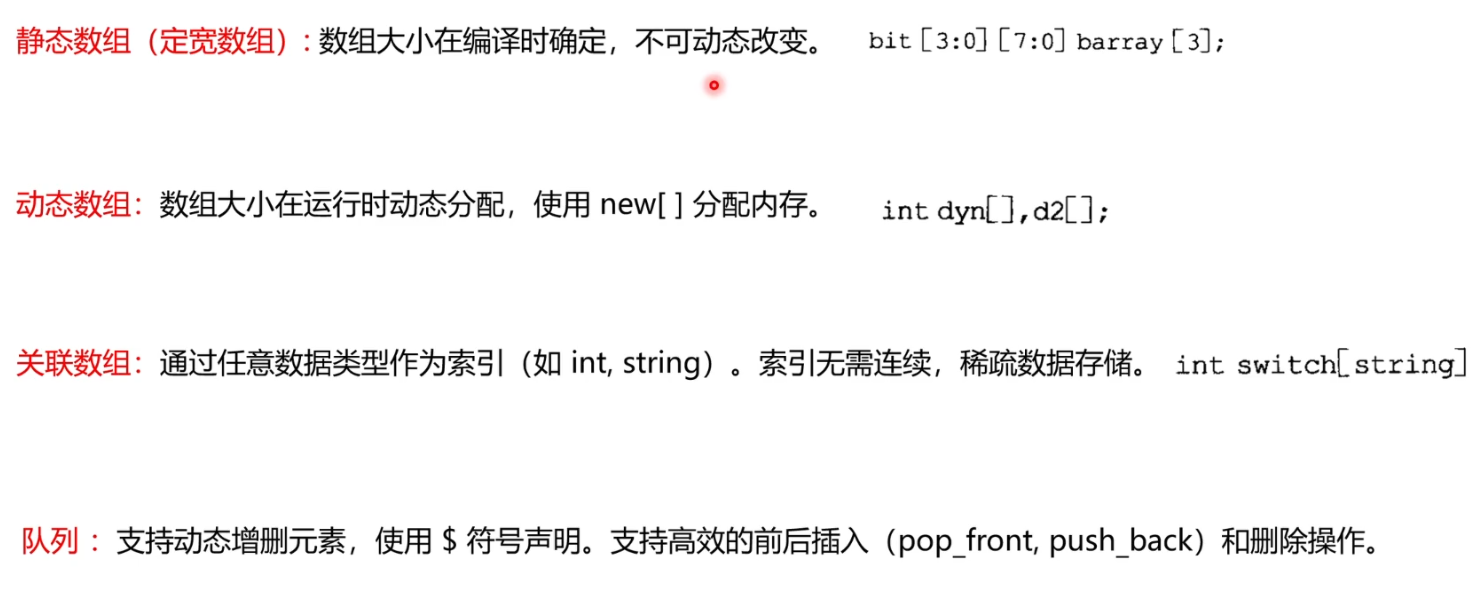 静态数组（定宽数组）: 数组大小在编译时确定，不可动态改变。 bit [3:0] [7:0] barray [3];
动态数组：数组大小在运行时动态分配，使用 new[ ] 分配内存。 int dyn[],d2[];
关联数组：通过任意数据类型作为索引（如 int, string）。索引无需连续，稀疏数据存储。 int switch[string]
队列 ：支持动态增删元素，使用 $ 符号声明。支持高效的前后插入（pop_front, push_back）和删除操作。